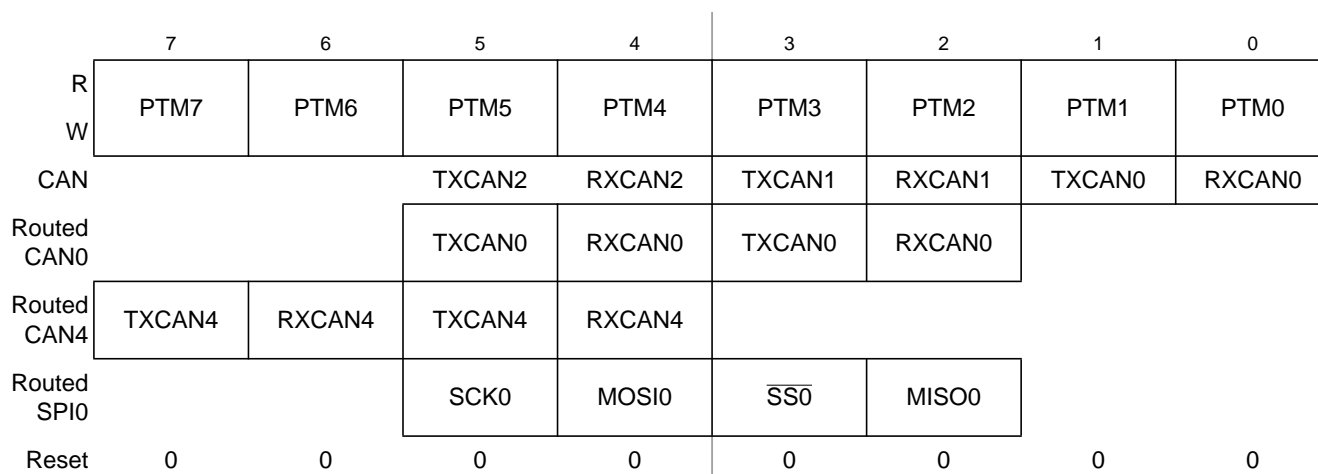 7 6 5 4 3 2 1 0
R
W
PTM7 PTM6 PTM5 PTM4 PTM3 PTM2 PTM1 PTM0
CAN TXCAN2 RXCAN2 TXCAN1 RXCAN1 TXCAN0 RXCAN0
Routed
CAN0
TXCAN0 RXCAN0 TXCAN0 RXCAN0
Routed
CAN4
TXCAN4 RXCAN4 TXCAN4 RXCAN4
Routed
SPI0
SCK0 MOSI0 S̅S̅0̅ MISO0
Reset 0 0 0 0 0 0 0 0